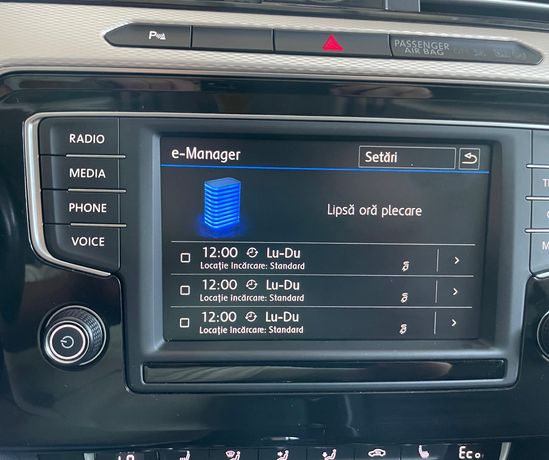 P
PASSENGER
AIR BAG
RADIO
MEDIA
PHONE
VOICE
e-Manager
Setări
Lipsă oră plecare
12:00 Lu-Du
Locație încărcare: Standard
12:00 Lu-Du
Locație încărcare: Standard
12:00 Lu-Du
Locație încărcare: Standard
Eco